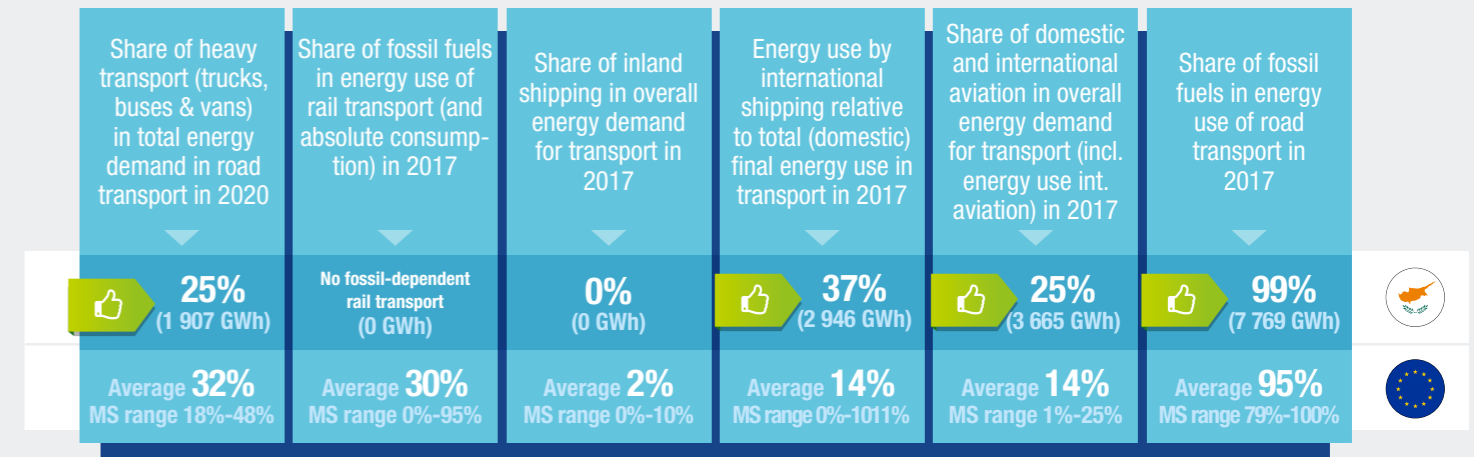 Share of heavy
transport (trucks,
buses & vans)
in total energy
demand in road
transport in 2020
25%
(1 907 GWh)
Average 32%
MS range 18%-48%
Share of fossil fuels
in energy use of
rail transport (and
absolute consump-
tion) in 2017
No fossil-dependent
rail transport
(0 GWh)
Average 30%
MS range 0%-95%
Share of inland
shipping in overall
energy demand
for transport in
2017
0%
(0 GWh)
Average 2%
MS range 0%-10%
Energy use by
international
shipping relative
to total (domestic)
final energy use in
transport in 2017
37%
(2 946 GWh)
Average 14%
MS range 0%-1011%
Share of domestic
and international
aviation in overall
energy demand
for transport (incl.
energy use int.
aviation) in 2017
25%
(3 665 GWh)
Average 14%
MS range 1%-25%
Share of fossil
fuels in energy
use of road
transport in
2017
99%
(7 769 GWh)
Average 95%
MS range 79%-100%